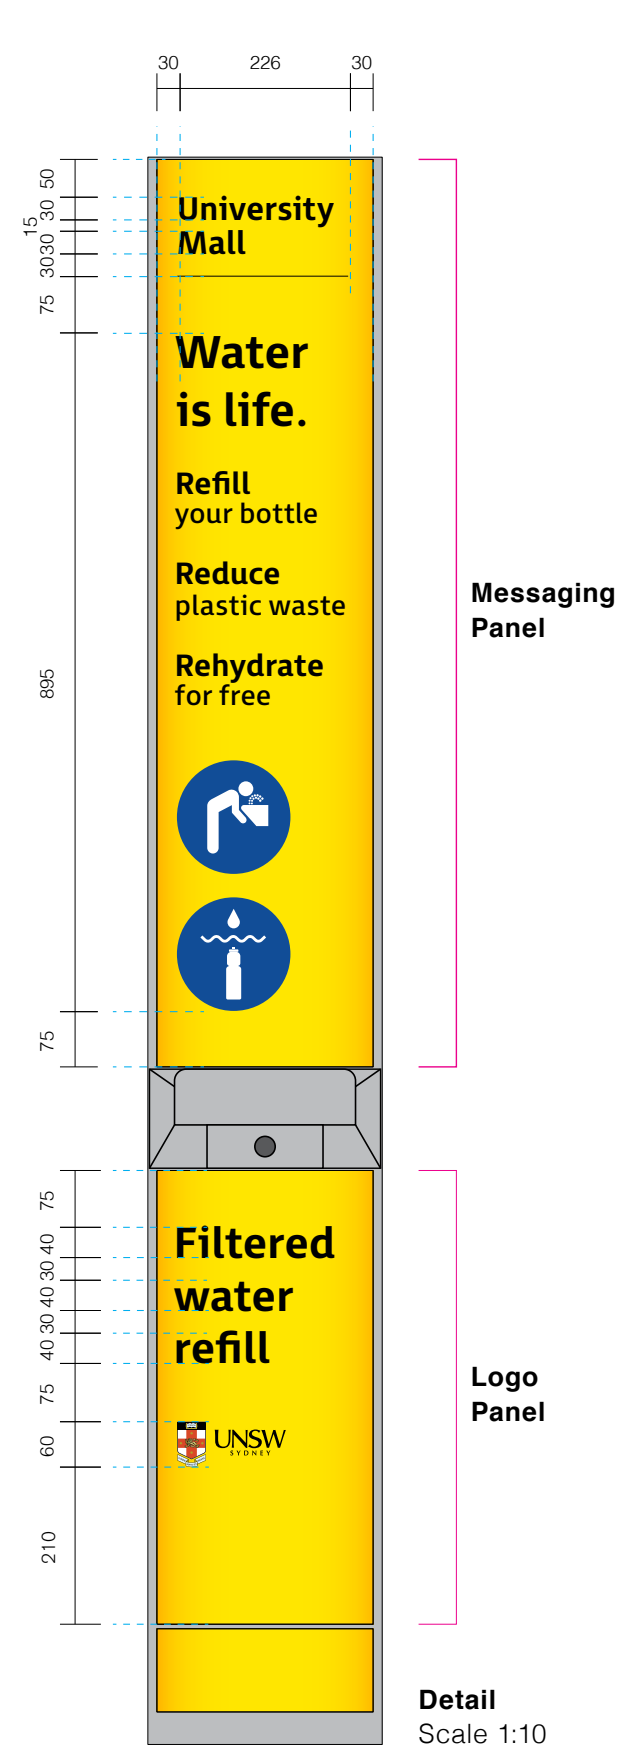 30 226 30
50
30
15
30
30
75
895
75
University
Mall
Water
is life.
Refill
your bottle
Reduce
plastic waste
Rehydrate
for free
Messaging
Panel
75
40
30
40
30
40
75
60
210
Filtered
water
refill
UNSW
SYDNEY
Logo
Panel
Detail
Scale 1:10